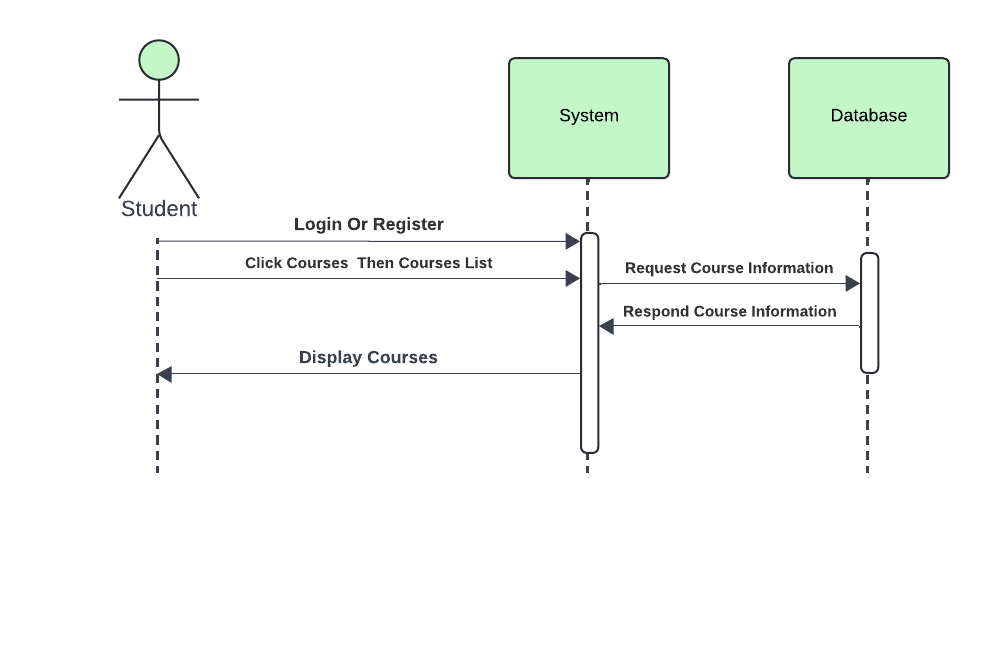 System
Database
Student
Login Or Register
Click Courses  Then Courses List
Request Course Information
Respond Course Information
Display Courses